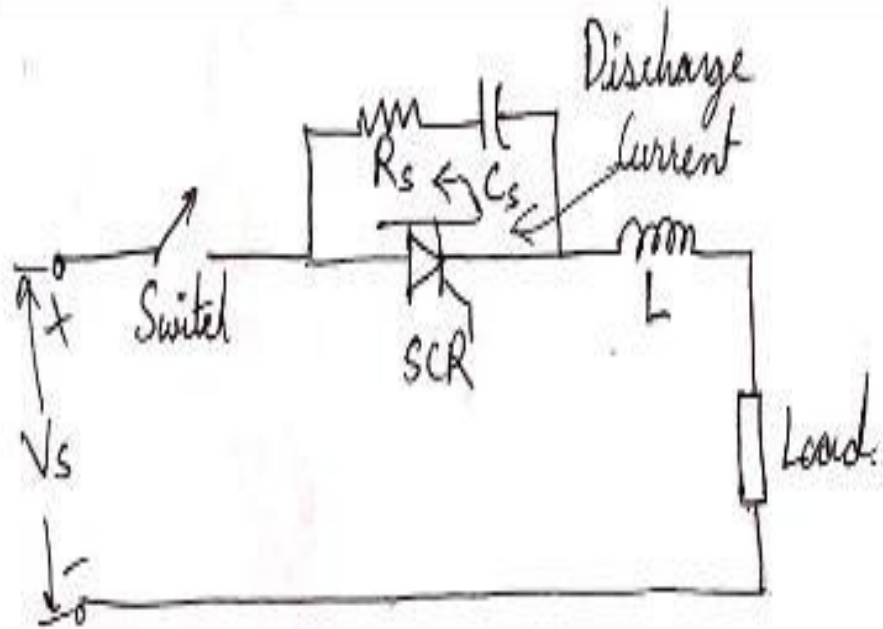 Discharge
Current
Rs
Cs
+
Switch
SCR
L
Vs
Load.
-